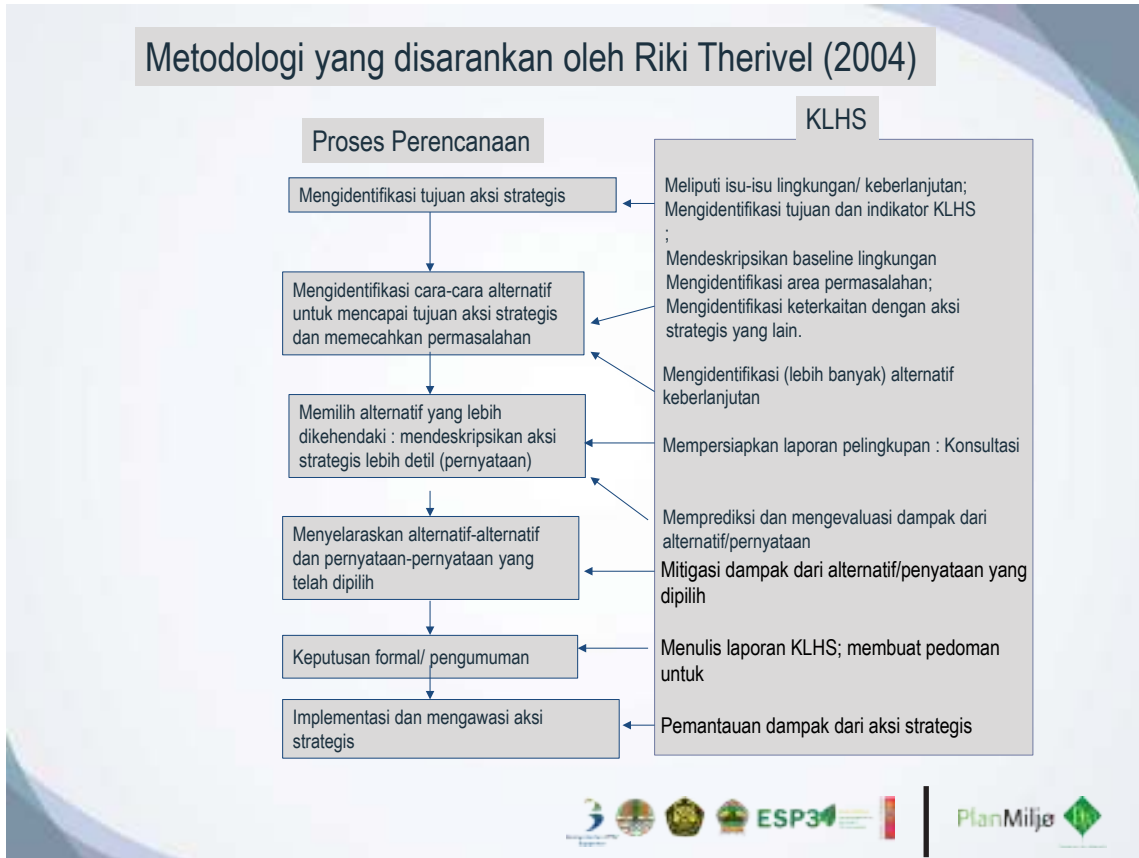 Metodologi yang disarankan oleh Riki Therivel (2004)
Proses Perencanaan
Mengidentifikasi tujuan aksi strategis
Mengidentifikasi cara-cara alternatif
untuk mencapai tujuan aksi strategis
dan memecahkan permasalahan
Memilih alternatif yang lebih
dikehendaki : mendeskripsikan aksi
strategis lebih detil (pernyataan)
Menyelaraskan alternatif-alternatif
dan pernyataan-pernyataan yang
telah dipilih
Keputusan formal/ pengumuman
Implementasi dan mengawasi aksi
strategis
KLHS
Meliputi isu-isu lingkungan/ keberlanjutan;
Mengidentifikasi tujuan dan indikator KLHS
;
Mendeskripsikan baseline lingkungan
Mengidentifikasi area permasalahan;
Mengidentifikasi keterkaitan dengan aksi
strategis yang lain.
Mengidentifikasi (lebih banyak) alternatif
keberlanjutan
Mempersiapkan laporan pelingkupan : Konsultasi
Memprediksi dan mengevaluasi dampak dari
alternatif/pernyataan
Mitigasi dampak dari alternatif/penyataan yang
dipilih
Menulis laporan KLHS; membuat pedoman
untuk
Pemantauan dampak dari aksi strategis
ESP3
PlanMiljø